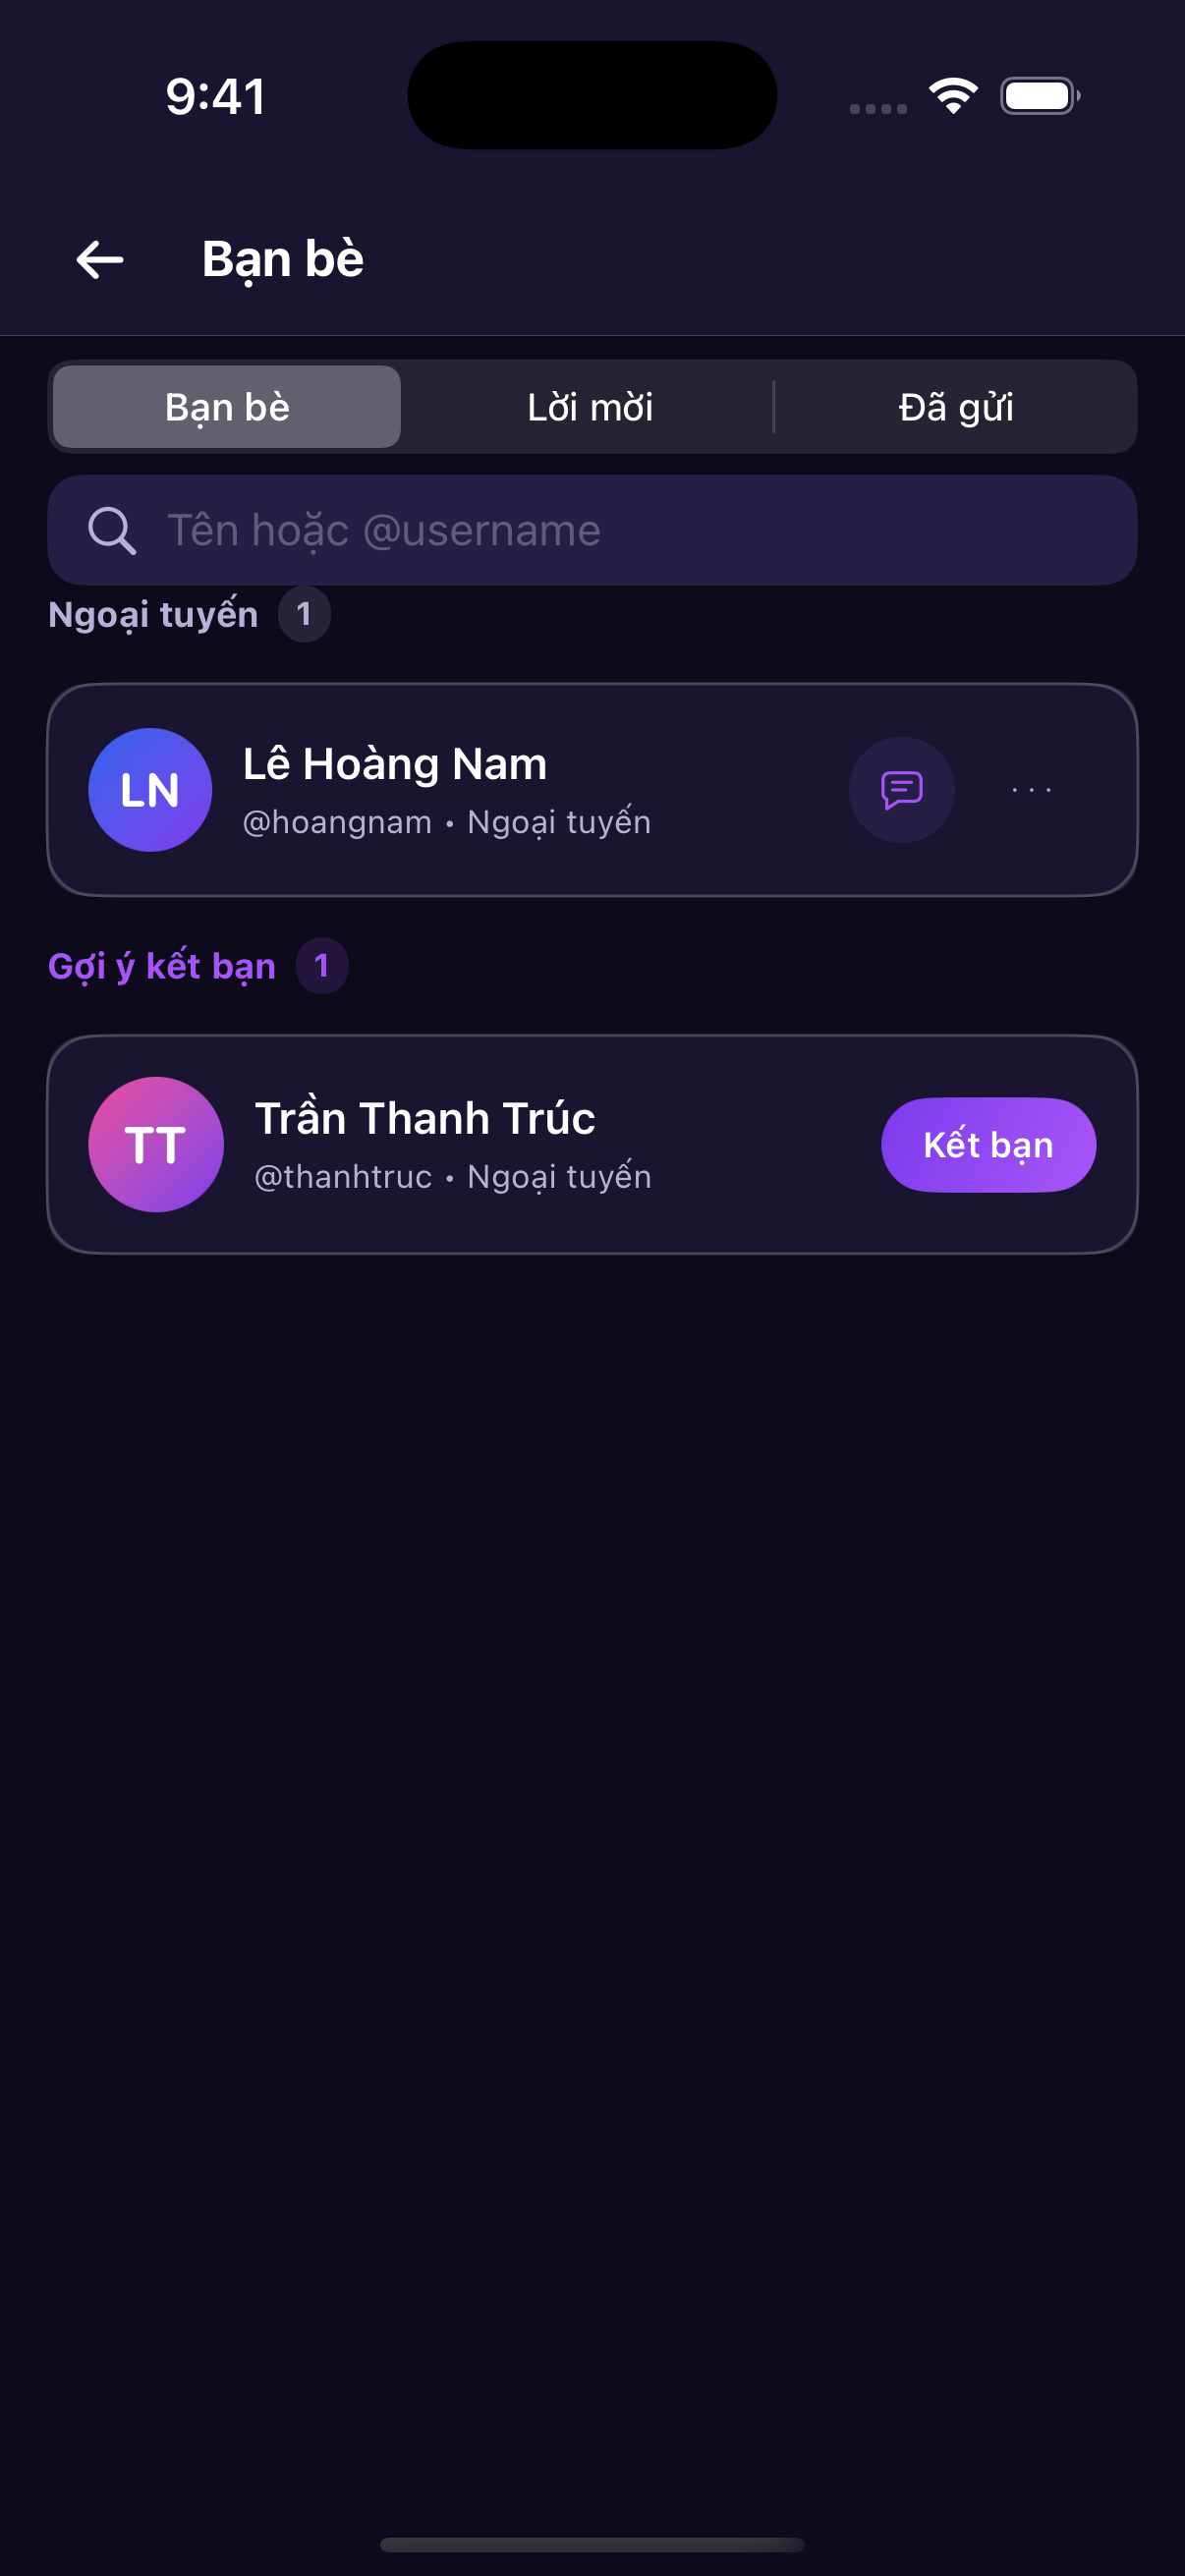 9:41
Bạn bè
Bạn bè Lời mời Đã gửi
Tên hoặc @username
Ngoại tuyến 1
LN
Lê Hoàng Nam
@hoangnam • Ngoại tuyến
Gợi ý kết bạn 1
TT
Trần Thanh Trúc
@thanhtruc • Ngoại tuyến
Kết bạn